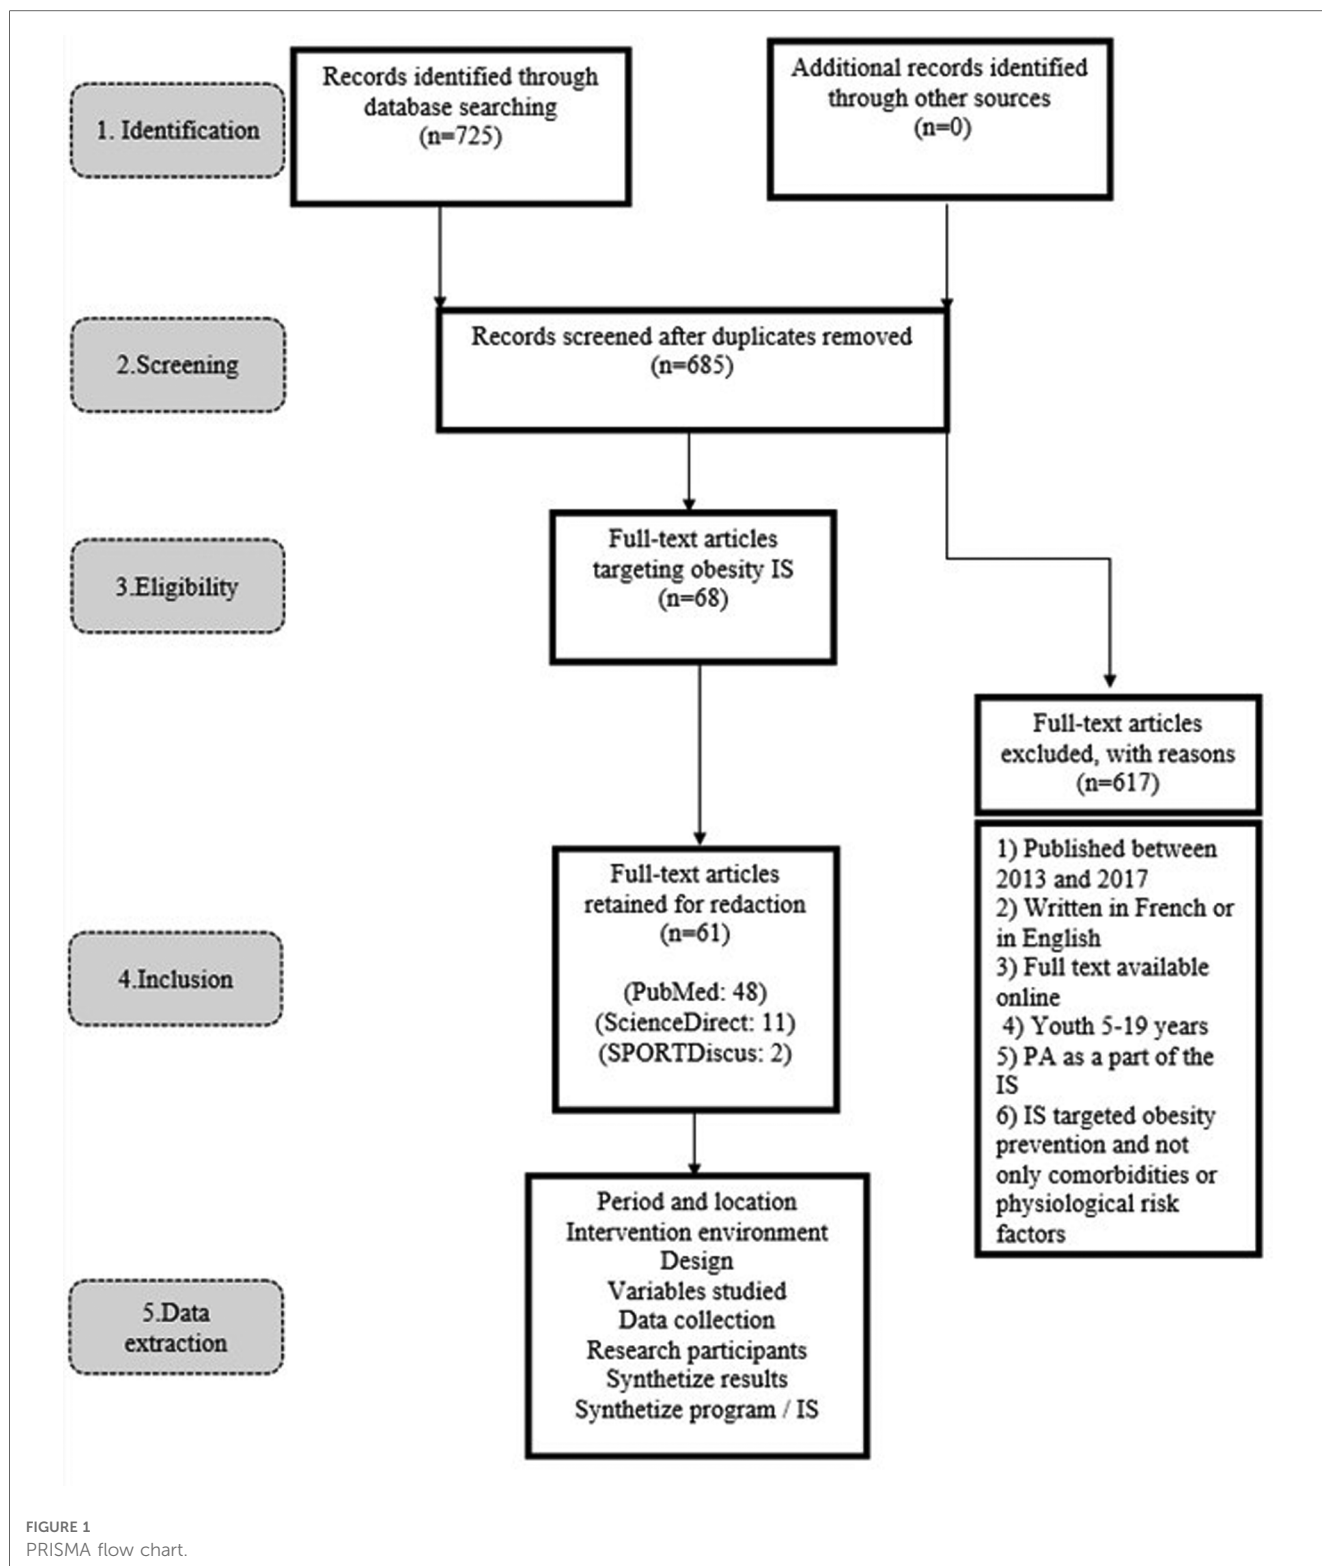 1. Identification
Records identified through
database searching
(n=725)
Additional records identified
through other sources
(n=0)
2.Screening
Records screened after duplicates removed
(n=685)
3.Eligibility
Full-text articles
targeting obesity IS
(n=68)
Full-text articles
excluded, with reasons
(n=617)
1) Published between
2013 and 2017
2) Written in French or
in English
3) Full text available
online
4) Youth 5-19 years
5) PA as a part of the
IS
6) IS targeted obesity
prevention and not
only comorbidities or
physiological risk
factors
4.Inclusion
Full-text articles
retained for redaction
(n=61)
(PubMed: 48)
(ScienceDirect: 11)
(SPORTDiscus: 2)
5.Data
extraction
Period and location
Intervention environment
Design
Variables studied
Data collection
Research participants
Synthetize results
Synthetize program / IS
FIGURE 1
PRISMA flow chart.